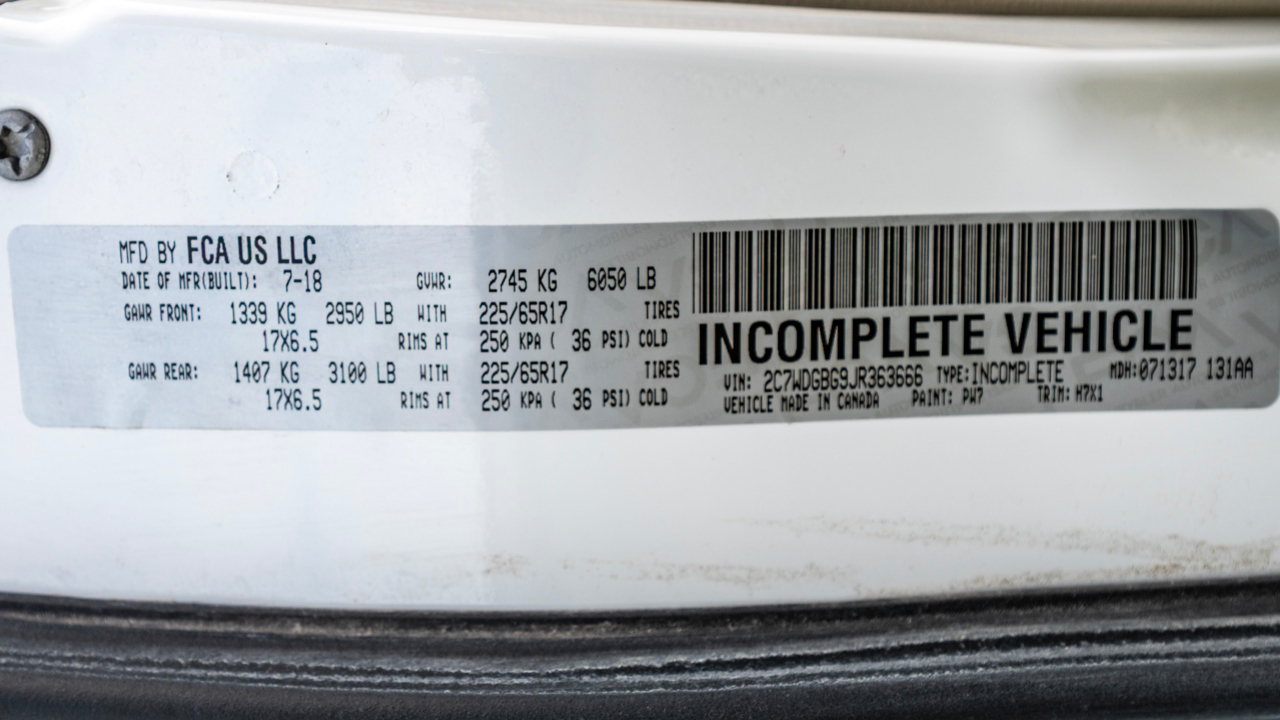 MFD BY FCA US LLC
DATE OF MFR(BUILT): 7-18 GVWR: 2745 KG 6050 LB
GAWR FRONT: 1339 KG 2950 LB WITH 225/65R17 TIRES
17X6.5 RIMS AT 250 KPA ( 36 PSI) COLD
GAWR REAR: 1407 KG 3100 LB WITH 225/65R17 TIRES
17X6.5 RIMS AT 250 KPA ( 36 PSI) COLD
INCOMPLETE VEHICLE
VIN: 2C7WDGBG9JR363666 TYPE:INCOMPLETE MDH:071317 131AA
VEHICLE MADE IN CANADA PAINT: PW7 TRIM: M7X1